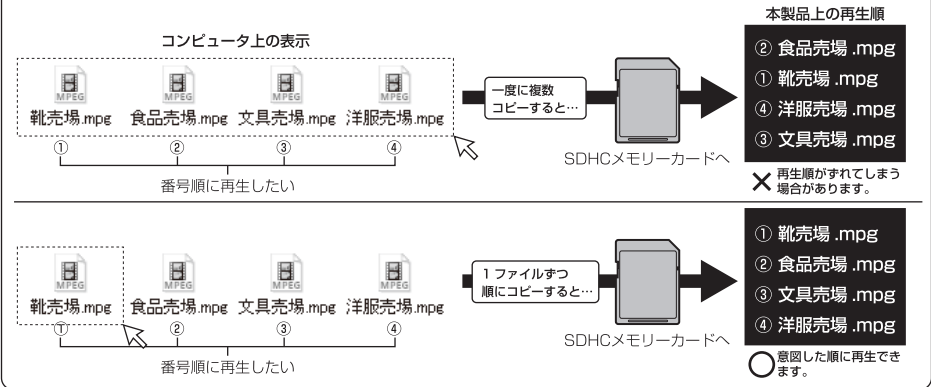 本製品上の再生順
コンピュータ上の表示
② 食品売場 .mpg
① 靴売場 .mpg
④ 洋服売場 .mpg
③ 文具売場 .mpg
MPEG MPEG MPEG MPEG
靴売場.mpg 食品売場.mpg 文具売場.mpg 洋服売場.mpg
① ② ③ ④
番号順に再生したい
一度に複数
コピーすると…
SDHCメモリーカードへ
× 再生順がずれてしまう
場合があります。
① 靴売場 .mpg
② 食品売場 .mpg
③ 文具売場 .mpg
④ 洋服売場 .mpg
MPEG MPEG MPEG MPEG
靴売場.mpg 食品売場.mpg 文具売場.mpg 洋服売場.mpg
① ② ③ ④
番号順に再生したい
1 ファイルずつ
順にコピーすると…
SDHCメモリーカードへ
○ 意図した順に再生でき
ます。